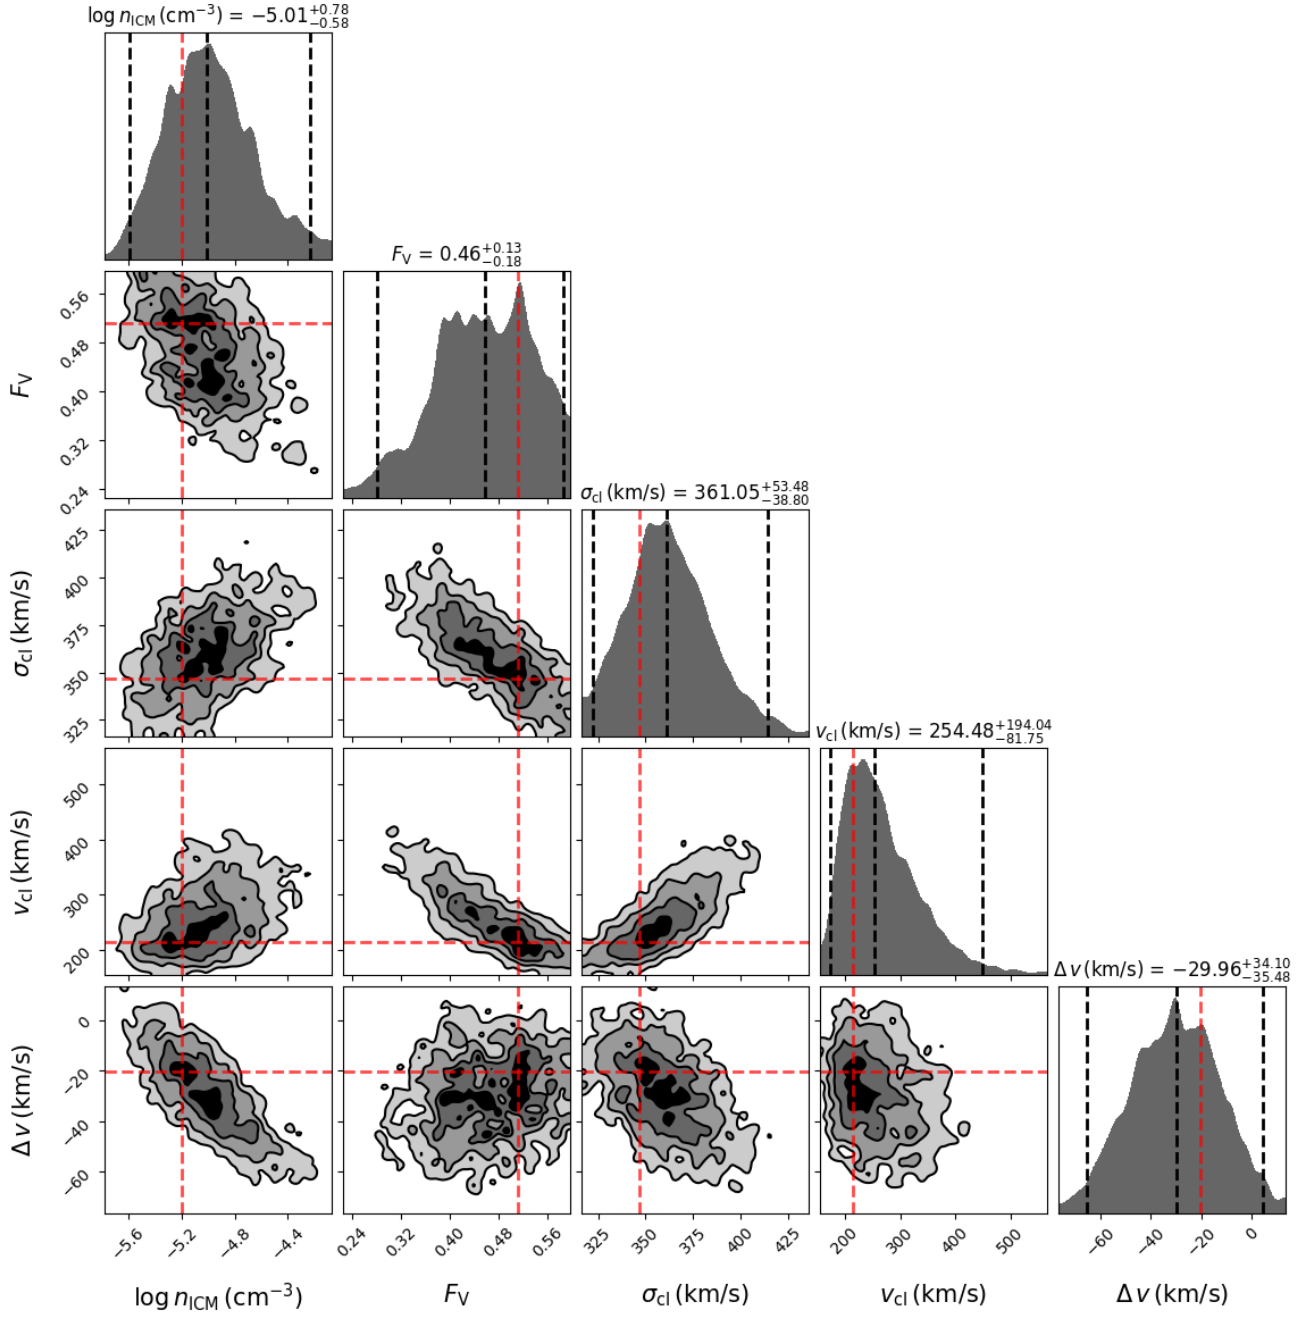 log n_ICM (cm⁻³) = −5.01 +0.78 −0.58
F_V = 0.46 +0.13 −0.18
0.56
0.48
0.40
0.32
0.24
F_V
σ_cl (km/s) = 361.05 +53.48 −38.80
425
400
375
350
325
σ_cl (km/s)
v_cl (km/s) = 254.48 +194.04 −81.75
500
400
300
200
v_cl (km/s)
Δ v (km/s) = −29.96 +34.10 −35.48
0
−20
−40
−60
Δ v (km/s)
−5.6 −5.2 −4.8 −4.4 0.24 0.32 0.40 0.48 0.56 325 350 375 400 425 200 300 400 500 −60 −40 −20 0
log n_ICM (cm⁻³) F_V σ_cl (km/s) v_cl (km/s) Δ v (km/s)